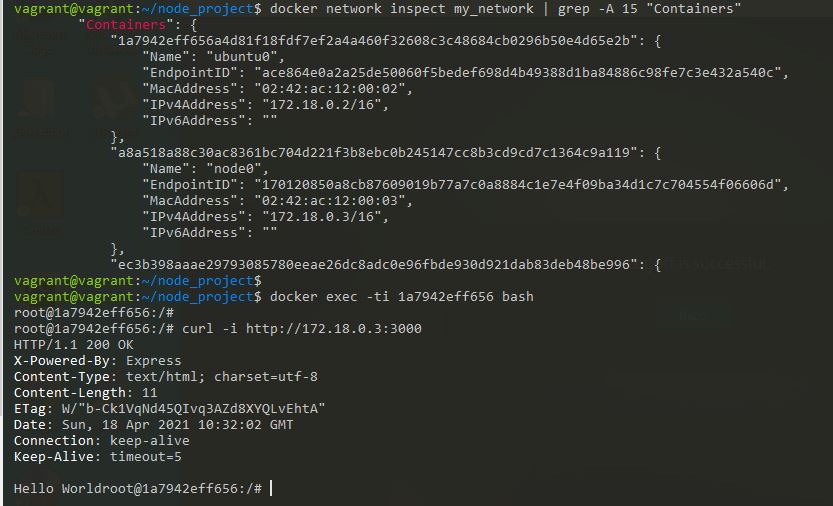 vagrant@vagrant:~/node_project$ docker network inspect my_network | grep -A 15 "Containers"
        "Containers": {
            "1a7942eff656a4d81f18fdf7ef2a4a460f32608c3c48684cb0296b50e4d65e2b": {
                "Name": "ubuntu0",
                "EndpointID": "ace864e0a2a25de50060f5bedef698d4b49388d1ba84886c98fe7c3e432a540c",
                "MacAddress": "02:42:ac:12:00:02",
                "IPv4Address": "172.18.0.2/16",
                "IPv6Address": ""
            },
            "a8a518a88c30ac8361bc704d221f3b8ebc0b245147cc8b3cd9cd7c1364c9a119": {
                "Name": "node0",
                "EndpointID": "170120850a8cb87609019b77a7c0a8884c1e7e4f09ba34d1c7c704554f06606d",
                "MacAddress": "02:42:ac:12:00:03",
                "IPv4Address": "172.18.0.3/16",
                "IPv6Address": ""
            },
            "ec3b398aaae29793085780eeae26dc8adc0e96fbde930d921dab83deb48be996": {
vagrant@vagrant:~/node_project$
vagrant@vagrant:~/node_project$ docker exec -ti 1a7942eff656 bash
root@1a7942eff656:/#
root@1a7942eff656:/# curl -i http://172.18.0.3:3000
HTTP/1.1 200 OK
X-Powered-By: Express
Content-Type: text/html; charset=utf-8
Content-Length: 11
ETag: W/"b-Ck1VqNd45QIvq3AZd8XYQLvEhtA"
Date: Sun, 18 Apr 2021 10:32:02 GMT
Connection: keep-alive
Keep-Alive: timeout=5

Hello Worldroot@1a7942eff656:/#